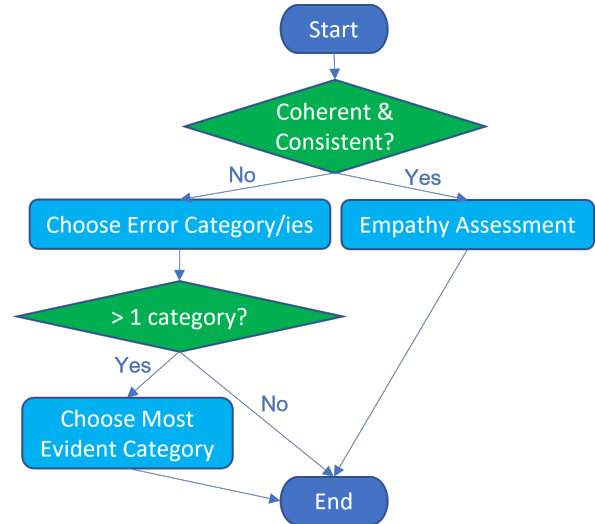 Start
Coherent &
Consistent?
No
Yes
Choose Error Category/ies
Empathy Assessment
> 1 category?
Yes
No
Choose Most
Evident Category
End